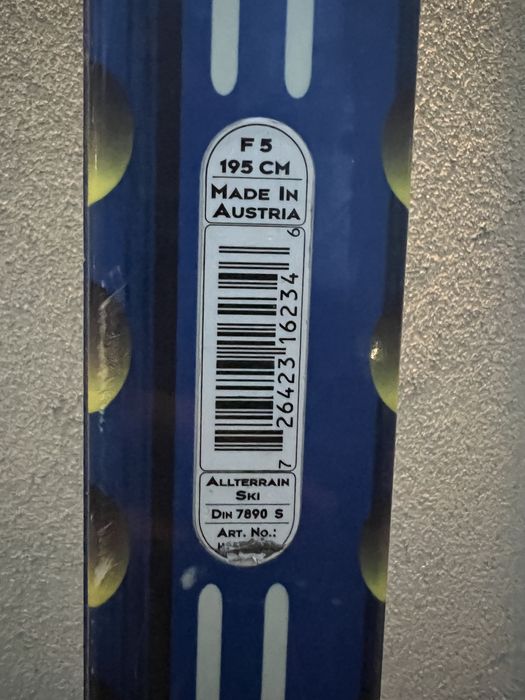 F 5
195 CM
MADE IN
AUSTRIA
7 26423 16234 6
ALLTERRAIN
SKI
DIN 7890 S
ART. NO.: